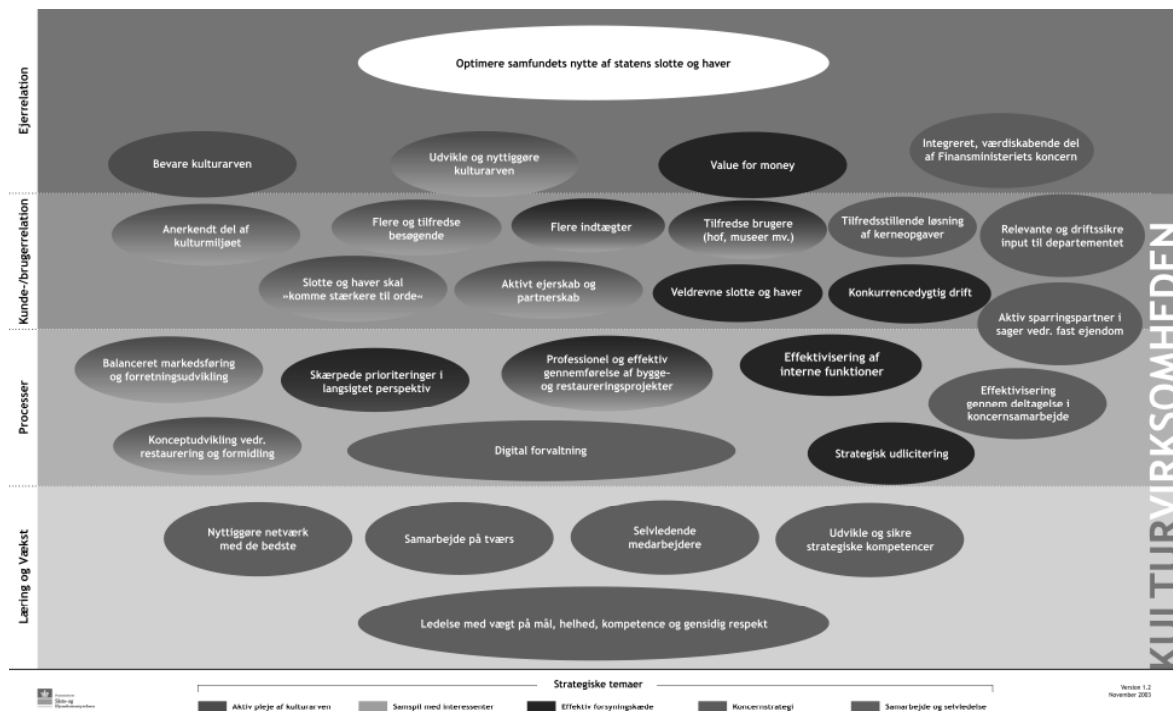 Ejerrelation
Optimere samfundets nytte af statens slotte og haver
Bevare kulturarven
Udvikle og nyttiggøre
kulturarven
Value for money
Integreret, værdiskabende del
af Finansministeriets koncern
Kunde-/brugerrelation
Anerkendt del af
kulturmiljøet
Flere og tilfredse
besøgende
Flere indtægter
Tilfredse brugere
(hof, museer mv.)
Tilfredsstillende løsning
af kerneopgaver
Relevante og driftssikre
input til departementet
Slotte og haver skal
»komme stærkere til orde«
Aktivt ejerskab og
partnerskab
Veldrevne slotte og haver
Konkurrencedygtig drift
Aktiv sparringspartner i
sager vedr. fast ejendom
Processer
Balanceret markedsføring
og forretningsudvikling
Skærpede prioriteringer i
langsigtet perspektiv
Professionel og effektiv
gennemførelse af bygge-
og restaureringsprojekter
Effektivisering af
interne funktioner
Effektivisering
gennem deltagelse i
koncernsamarbejde
Konceptudvikling vedr.
restaurering og formidling
Digital forvaltning
Strategisk udlicitering
Læring og Vækst
Nyttiggøre netværk
med de bedste
Samarbejde på tværs
Selvledende
medarbejdere
Udvikle og sikre
strategiske kompetencer
Ledelse med vægt på mål, helhed, kompetence og gensidig respekt
KULTURVIRKSOMHEDEN
Strategiske temaer
Aktiv pleje af kulturarven
Samspil med interessenter
Effektiv forsyningskæde
Koncernstrategi
Samarbejde og selvledelse
Version 1.2
November 2003